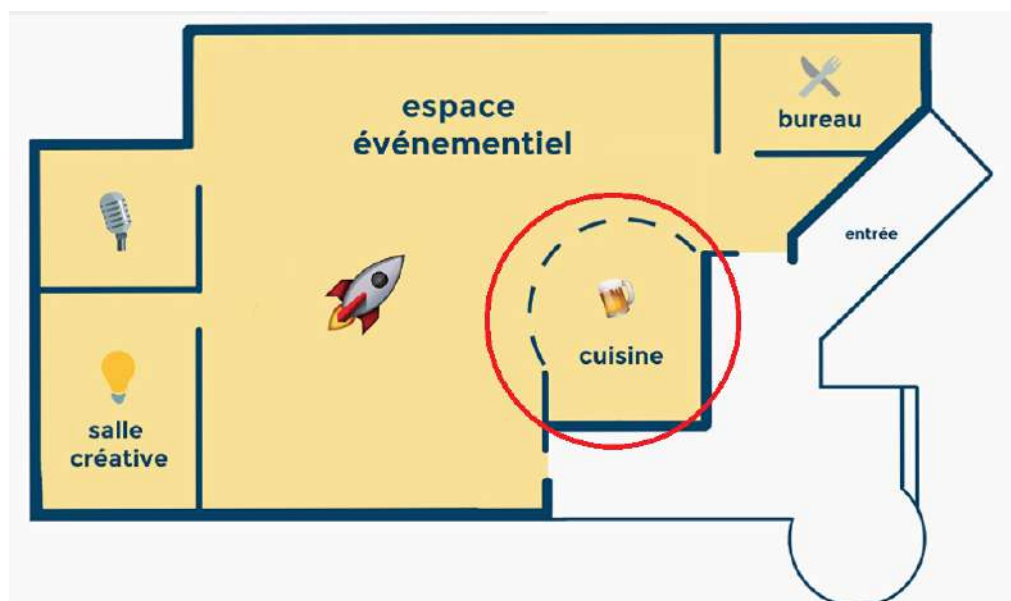 espace
événementiel
bureau
entrée
cuisine
salle
créative